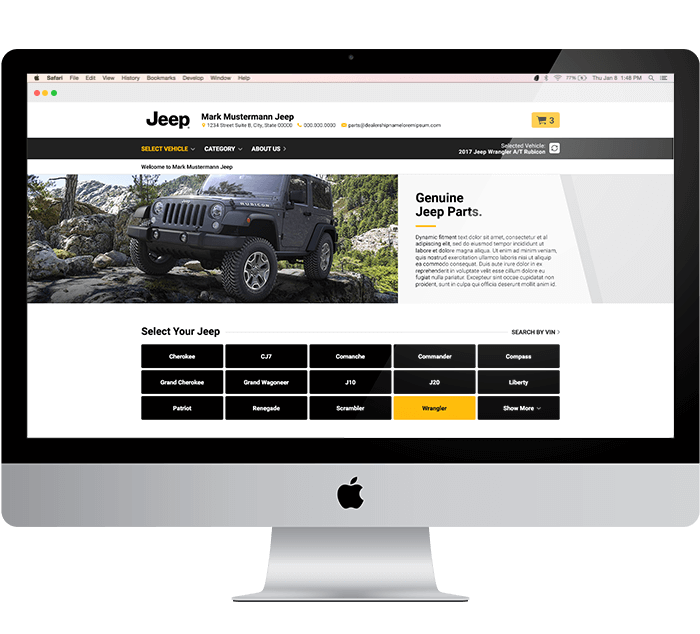 Safari File Edit View History Bookmarks Develop Window Help 77% Thu Jan 8 1:48 PM
Jeep
Mark Mustermann Jeep
1234 Street Suite B, City, State 00000 000.000.0000 parts@dealershipnameloremipsum.com
3
SELECT VEHICLE CATEGORY ABOUT US
Selected Vehicle:
2017 Jeep Wrangler A/T Rubicon
Welcome to Mark Mustermann Jeep
RUBICON
Genuine
Jeep Parts.
Dynamic fitment text dolor sit amet, consectetur et al
adipiscing elit, sed do eiusmod tempor incididunt ut
labore et dolore magna aliqua. Ut enim ad minim veniam,
quis nostrud exercitation ullamco laboris nisi ut aliquip
ea commodo consequat. Duis aute irure dolor in ex
reprehenderit in voluptate velit esse cillum dolore eu
fugiat nulla pariatur. Excepteur sint occae cupidatat non
proident, sunt in culpa qui officia deserunt mollit anim id.
Select Your Jeep
SEARCH BY VIN
Cherokee CJ7 Comanche Commander Compass
Grand Cherokee Grand Wagoneer J10 J20 Liberty
Patriot Renegade Scrambler Wrangler Show More